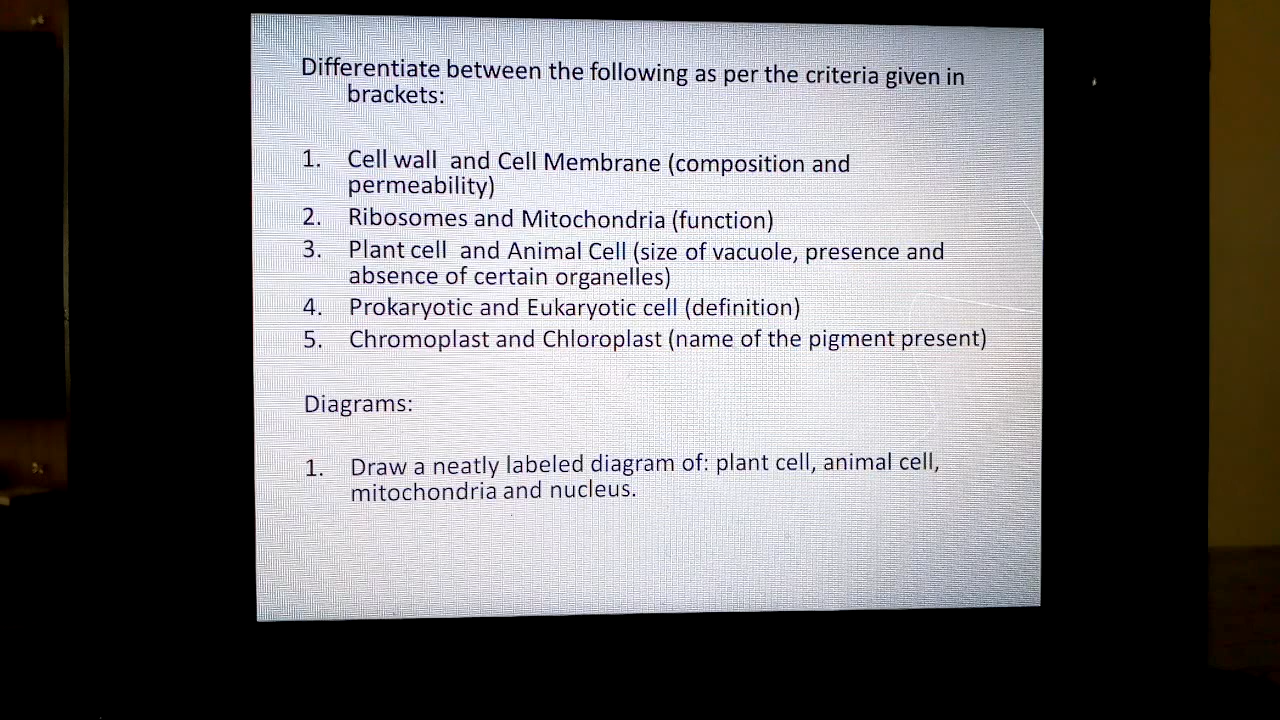 Differentiate between the following as per the criteria given in
brackets:
1. Cell wall and Cell Membrane (composition and
permeability)
2. Ribosomes and Mitochondria (function)
3. Plant cell and Animal Cell (size of vacuole, presence and
absence of certain organelles)
4. Prokaryotic and Eukaryotic cell (definition)
5. Chromoplast and Chloroplast (name of the pigment present)
Diagrams:
1. Draw a neatly labeled diagram of: plant cell, animal cell,
mitochondria and nucleus.